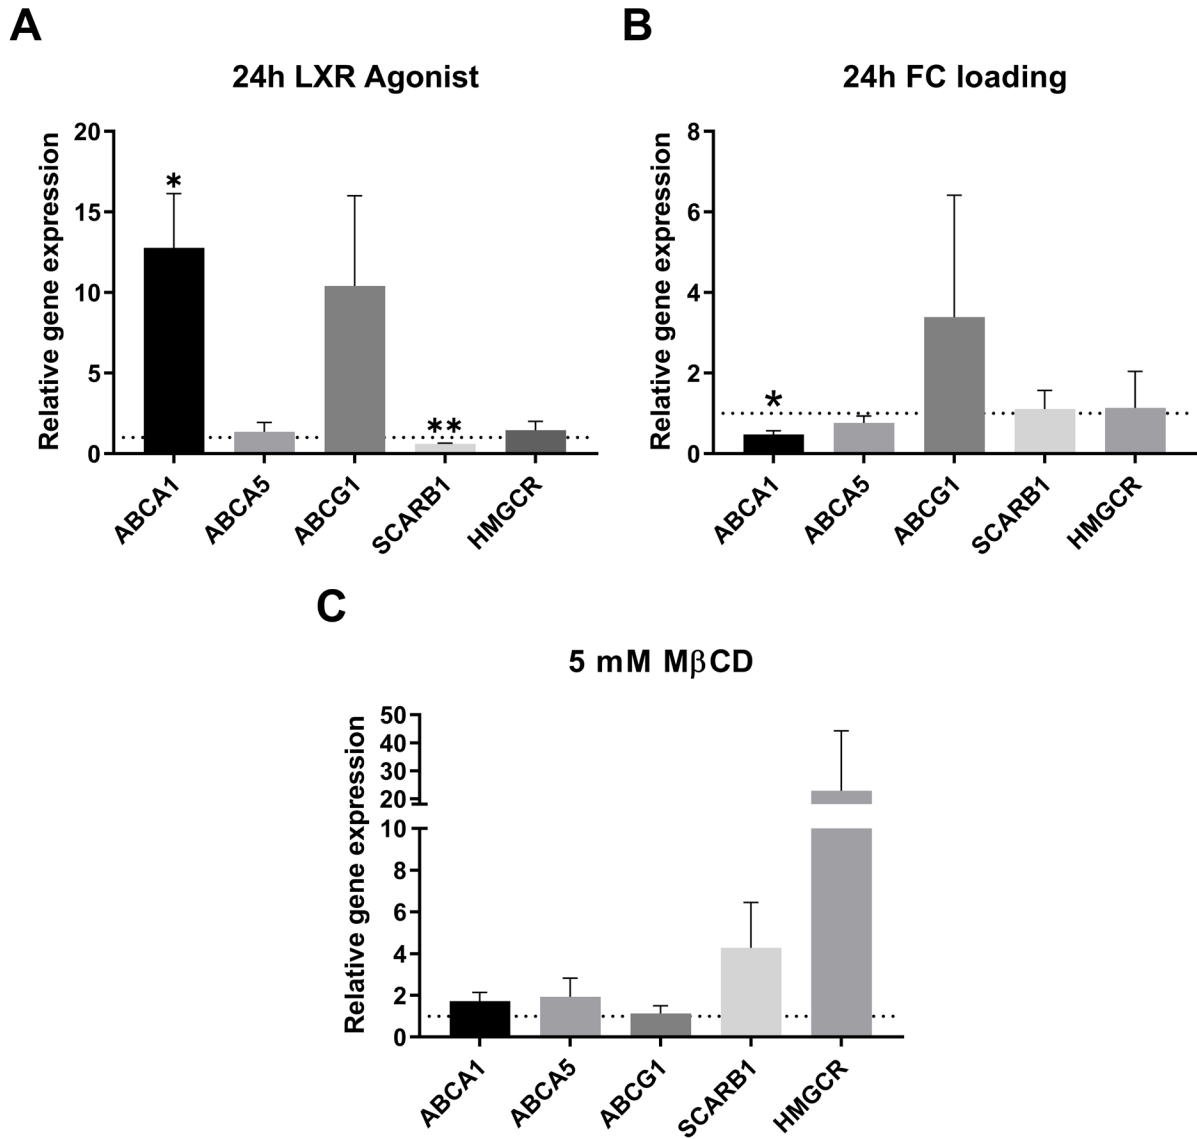 A
24h LXR Agonist
Relative gene expression
20
15
10
5
0
*
**
ABCA1
ABCA5
ABCG1
SCARB1
HMGCR
B
24h FC loading
Relative gene expression
8
6
4
2
0
*
ABCA1
ABCA5
ABCG1
SCARB1
HMGCR
C
5 mM MβCD
Relative gene expression
50
40
30
20
10
8
6
4
2
0
ABCA1
ABCA5
ABCG1
SCARB1
HMGCR